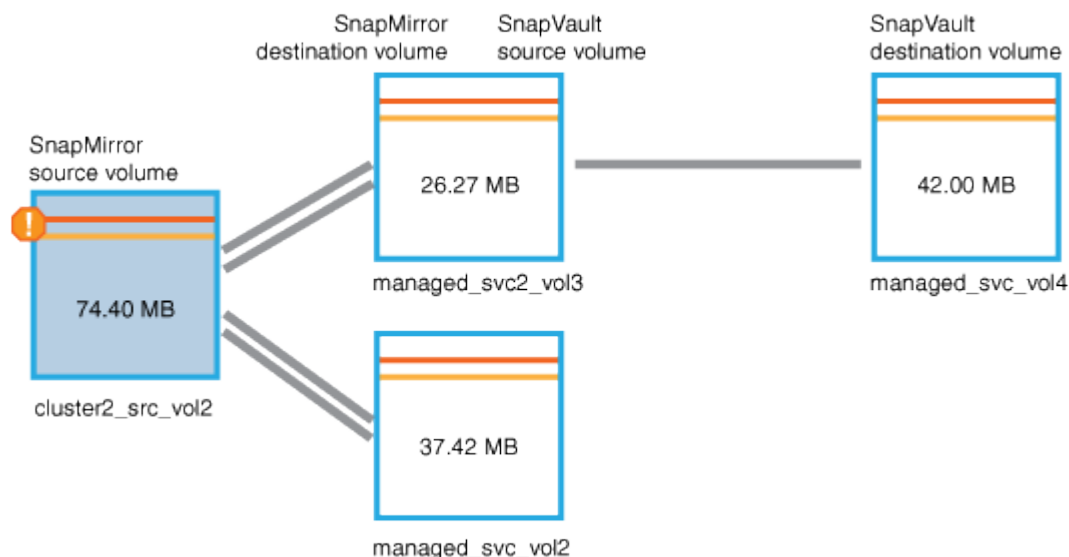 SnapMirror
destination volume
SnapVault
source volume
SnapVault
destination volume
SnapMirror
source volume
!
26.27 MB
42.00 MB
managed_svc2_vol3
managed_svc_vol4
74.40 MB
cluster2_src_vol2
37.42 MB
managed_svc_vol2